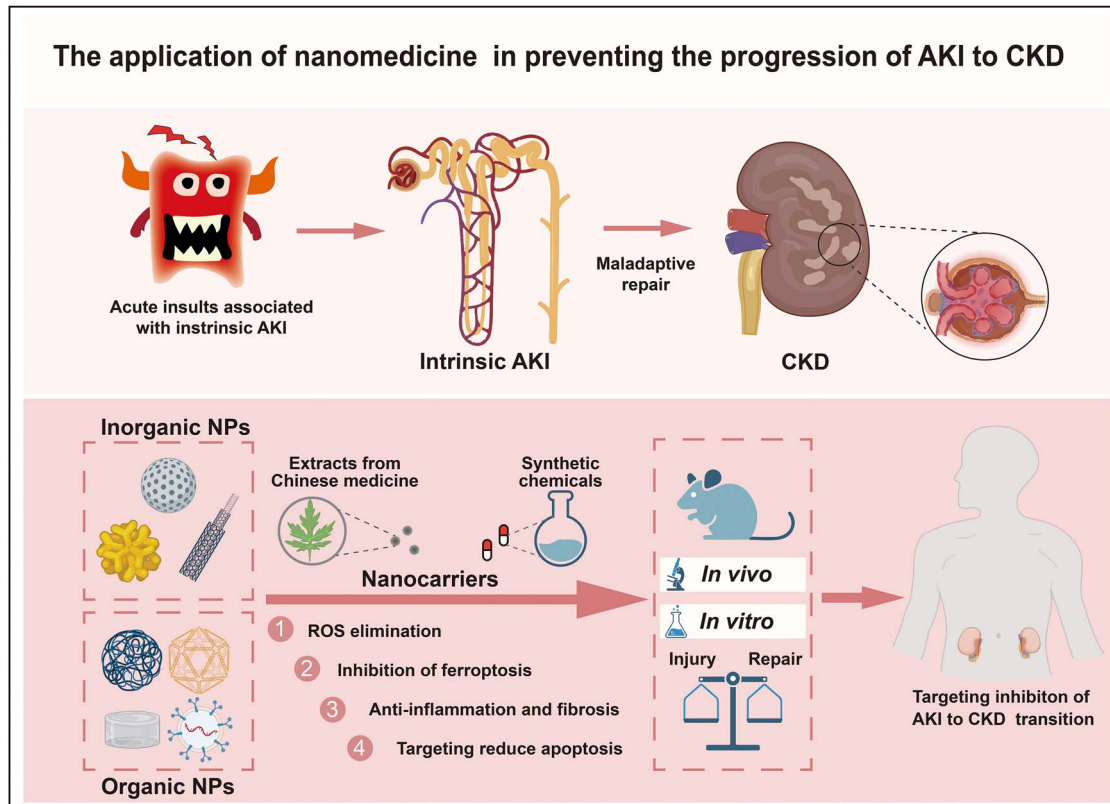 The application of nanomedicine in preventing the progression of AKI to CKD
Acute insults associated
with instrinsic AKI
Intrinsic AKI
Maladaptive
repair
CKD
Inorganic NPs
Organic NPs
Extracts from
Chinese medicine
Synthetic
chemicals
Nanocarriers
1 ROS elimination
2 Inhibition of ferroptosis
3 Anti-inflammation and fibrosis
4 Targeting reduce apoptosis
In vivo
In vitro
Injury Repair
Targeting inhibiton of
AKI to CKD transition